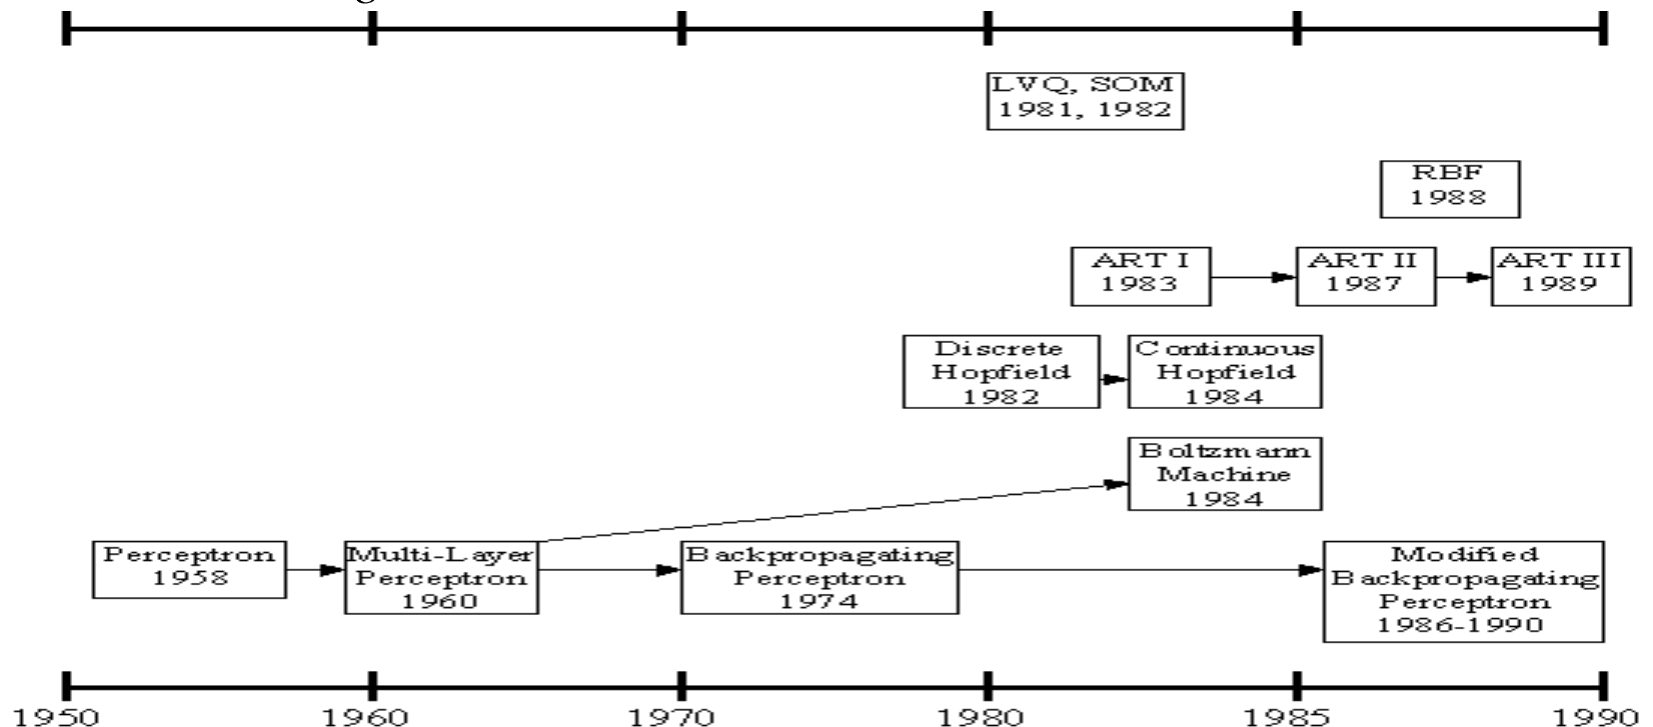 LVQ, SOM
1981, 1982
RBF
1988
ART I
1983
ART II
1987
ART III
1989
Discrete
Hopfield
1982
Continuous
Hopfield
1984
Boltzmann
Machine
1984
Perceptron
1958
Multi-Layer
Perceptron
1960
Backpropagating
Perceptron
1974
Modified
Backpropagating
Perceptron
1986-1990
1950
1960
1970
1980
1985
1990